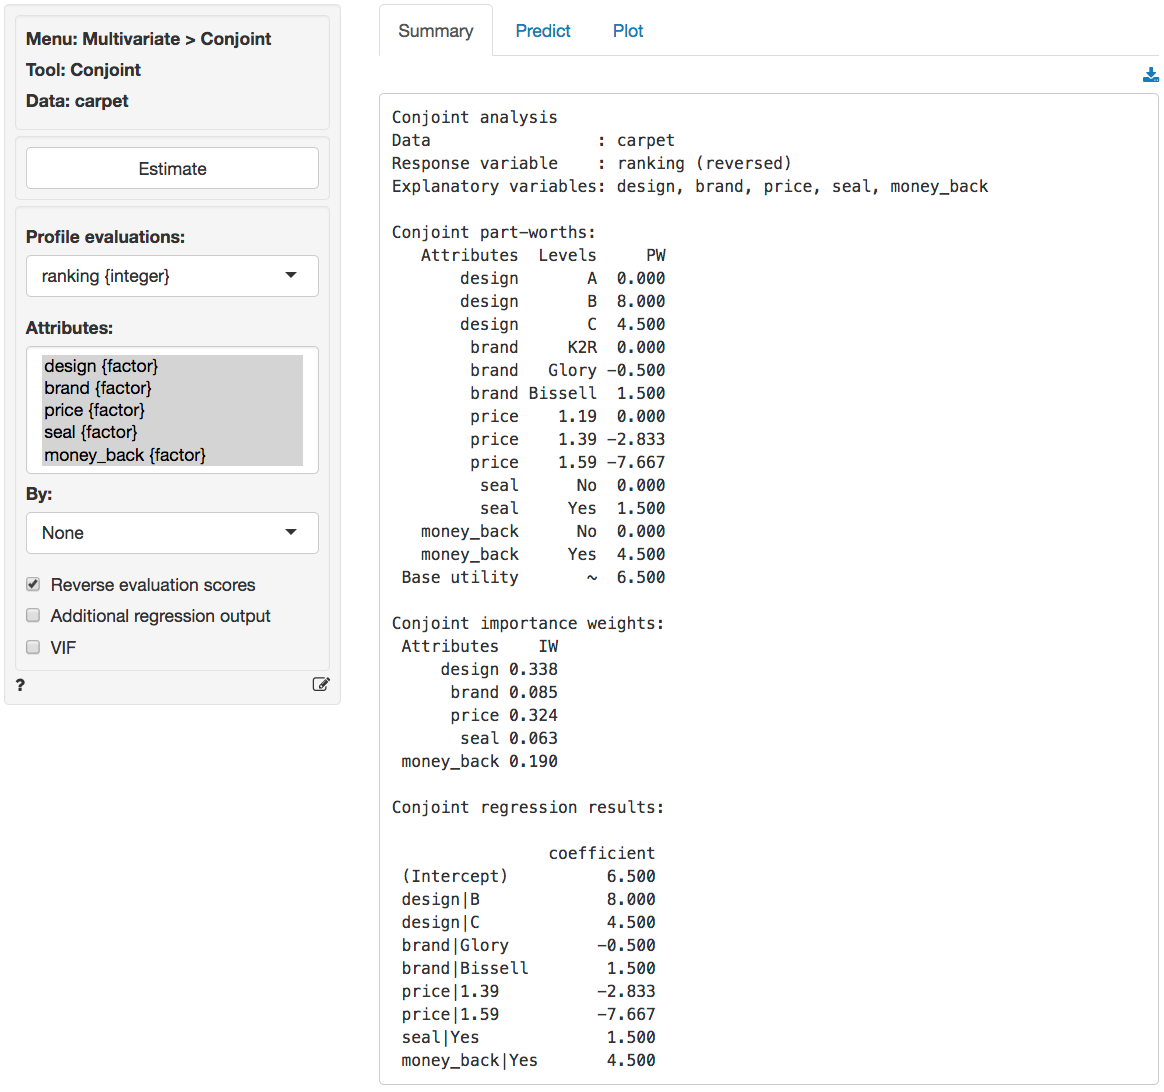 Menu: Multivariate > Conjoint
Tool: Conjoint
Data: carpet
Estimate
Profile evaluations:
ranking {integer}
Attributes:
design {factor}
brand {factor}
price {factor}
seal {factor}
money_back {factor}
By:
None
Reverse evaluation scores
Additional regression output
VIF
?
Summary Predict Plot
Conjoint analysis
Data : carpet
Response variable : ranking (reversed)
Explanatory variables: design, brand, price, seal, money_back
Conjoint part-worths:
Attributes Levels PW
design A 0.000
design B 8.000
design C 4.500
brand K2R 0.000
brand Glory -0.500
brand Bissell 1.500
price 1.19 0.000
price 1.39 -2.833
price 1.59 -7.667
seal No 0.000
seal Yes 1.500
money_back No 0.000
money_back Yes 4.500
Base utility ~ 6.500
Conjoint importance weights:
Attributes IW
design 0.338
brand 0.085
price 0.324
seal 0.063
money_back 0.190
Conjoint regression results:
coefficient
(Intercept) 6.500
design|B 8.000
design|C 4.500
brand|Glory -0.500
brand|Bissell 1.500
price|1.39 -2.833
price|1.59 -7.667
seal|Yes 1.500
money_back|Yes 4.500